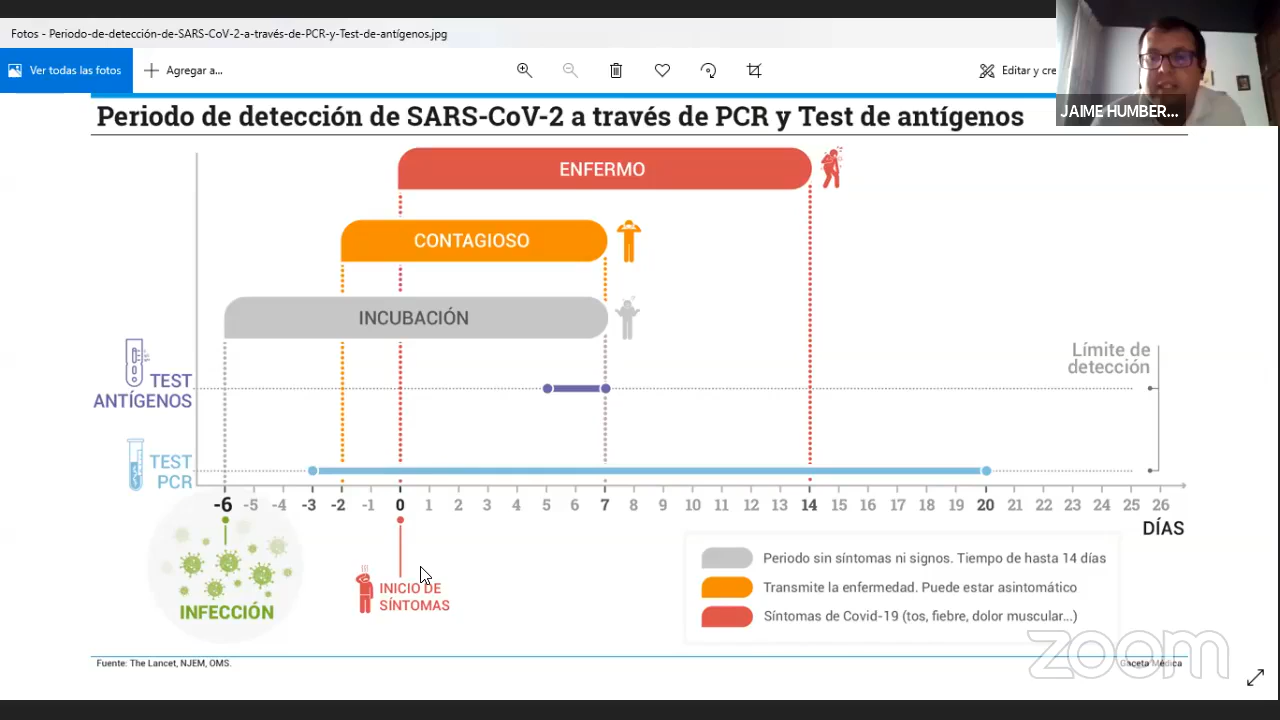 Fotos - Periodo-de-detección-de-SARS-CoV-2-a-través-de-PCR-y-Test-de-antígenos.jpg
Ver todas las fotos
Agregar a...
Editar y cre
JAIME HUMBER...
Periodo de detección de SARS-CoV-2 a través de PCR y Test de antígenos
ENFERMO
CONTAGIOSO
INCUBACIÓN
Límite de
detección
TEST
ANTÍGENOS
TEST
PCR
-6 -5 -4 -3 -2 -1 0 1 2 3 4 5 6 7 8 9 10 11 12 13 14 15 16 17 18 19 20 21 22 23 24 25 26
DÍAS
INFECCIÓN
INICIO DE
SÍNTOMAS
Periodo sin síntomas ni signos. Tiempo de hasta 14 días
Transmite la enfermedad. Puede estar asintomático
Síntomas de Covid-19 (tos, fiebre, dolor muscular...)
zoom
Fuente: The Lancet, NJEM, OMS.
Gaceta Médica